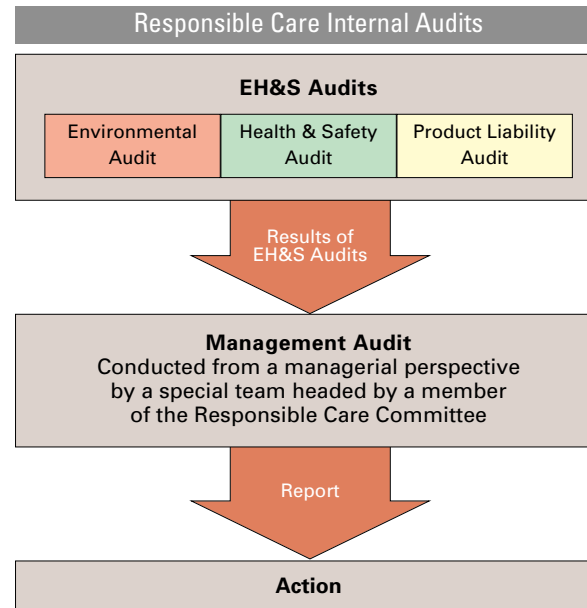 Responsible Care Internal Audits
EH&S Audits
Environmental
Audit
Health & Safety
Audit
Product Liability
Audit
Results of
EH&S Audits
Management Audit
Conducted from a managerial perspective
by a special team headed by a member
of the Responsible Care Committee
Report
Action